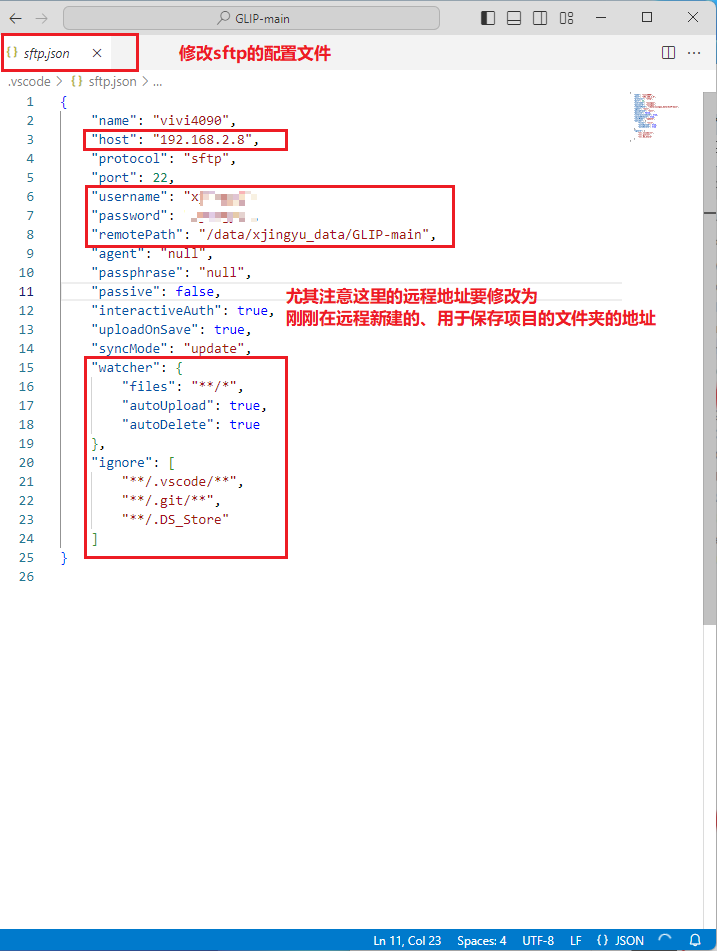 GLIP-main
sftp.json
修改sftp的配置文件
.vscode > sftp.json > ...
1 {
2 "name": "vivi4090",
3 "host": "192.168.2.8",
4 "protocol": "sftp",
5 "port": 22,
6 "username": "x
7 "password":
8 "remotePath": "/data/xjingyu_data/GLIP-main",
9 "agent": "null",
10 "passphrase": "null",
11 "passive": false,
尤其注意这里的远程地址要修改为
12 "interactiveAuth": true,
刚刚在远程新建的、用于保存项目的文件夹的地址
13 "uploadOnSave": true,
14 "syncMode": "update",
15 "watcher": {
16 "files": "**/*",
17 "autoUpload": true,
18 "autoDelete": true
19 },
20 "ignore": [
21 "**/.vscode/**",
22 "**/.git/**",
23 "**/.DS_Store"
24 ]
25 }
26
Ln 11, Col 23 Spaces: 4 UTF-8 LF {} JSON